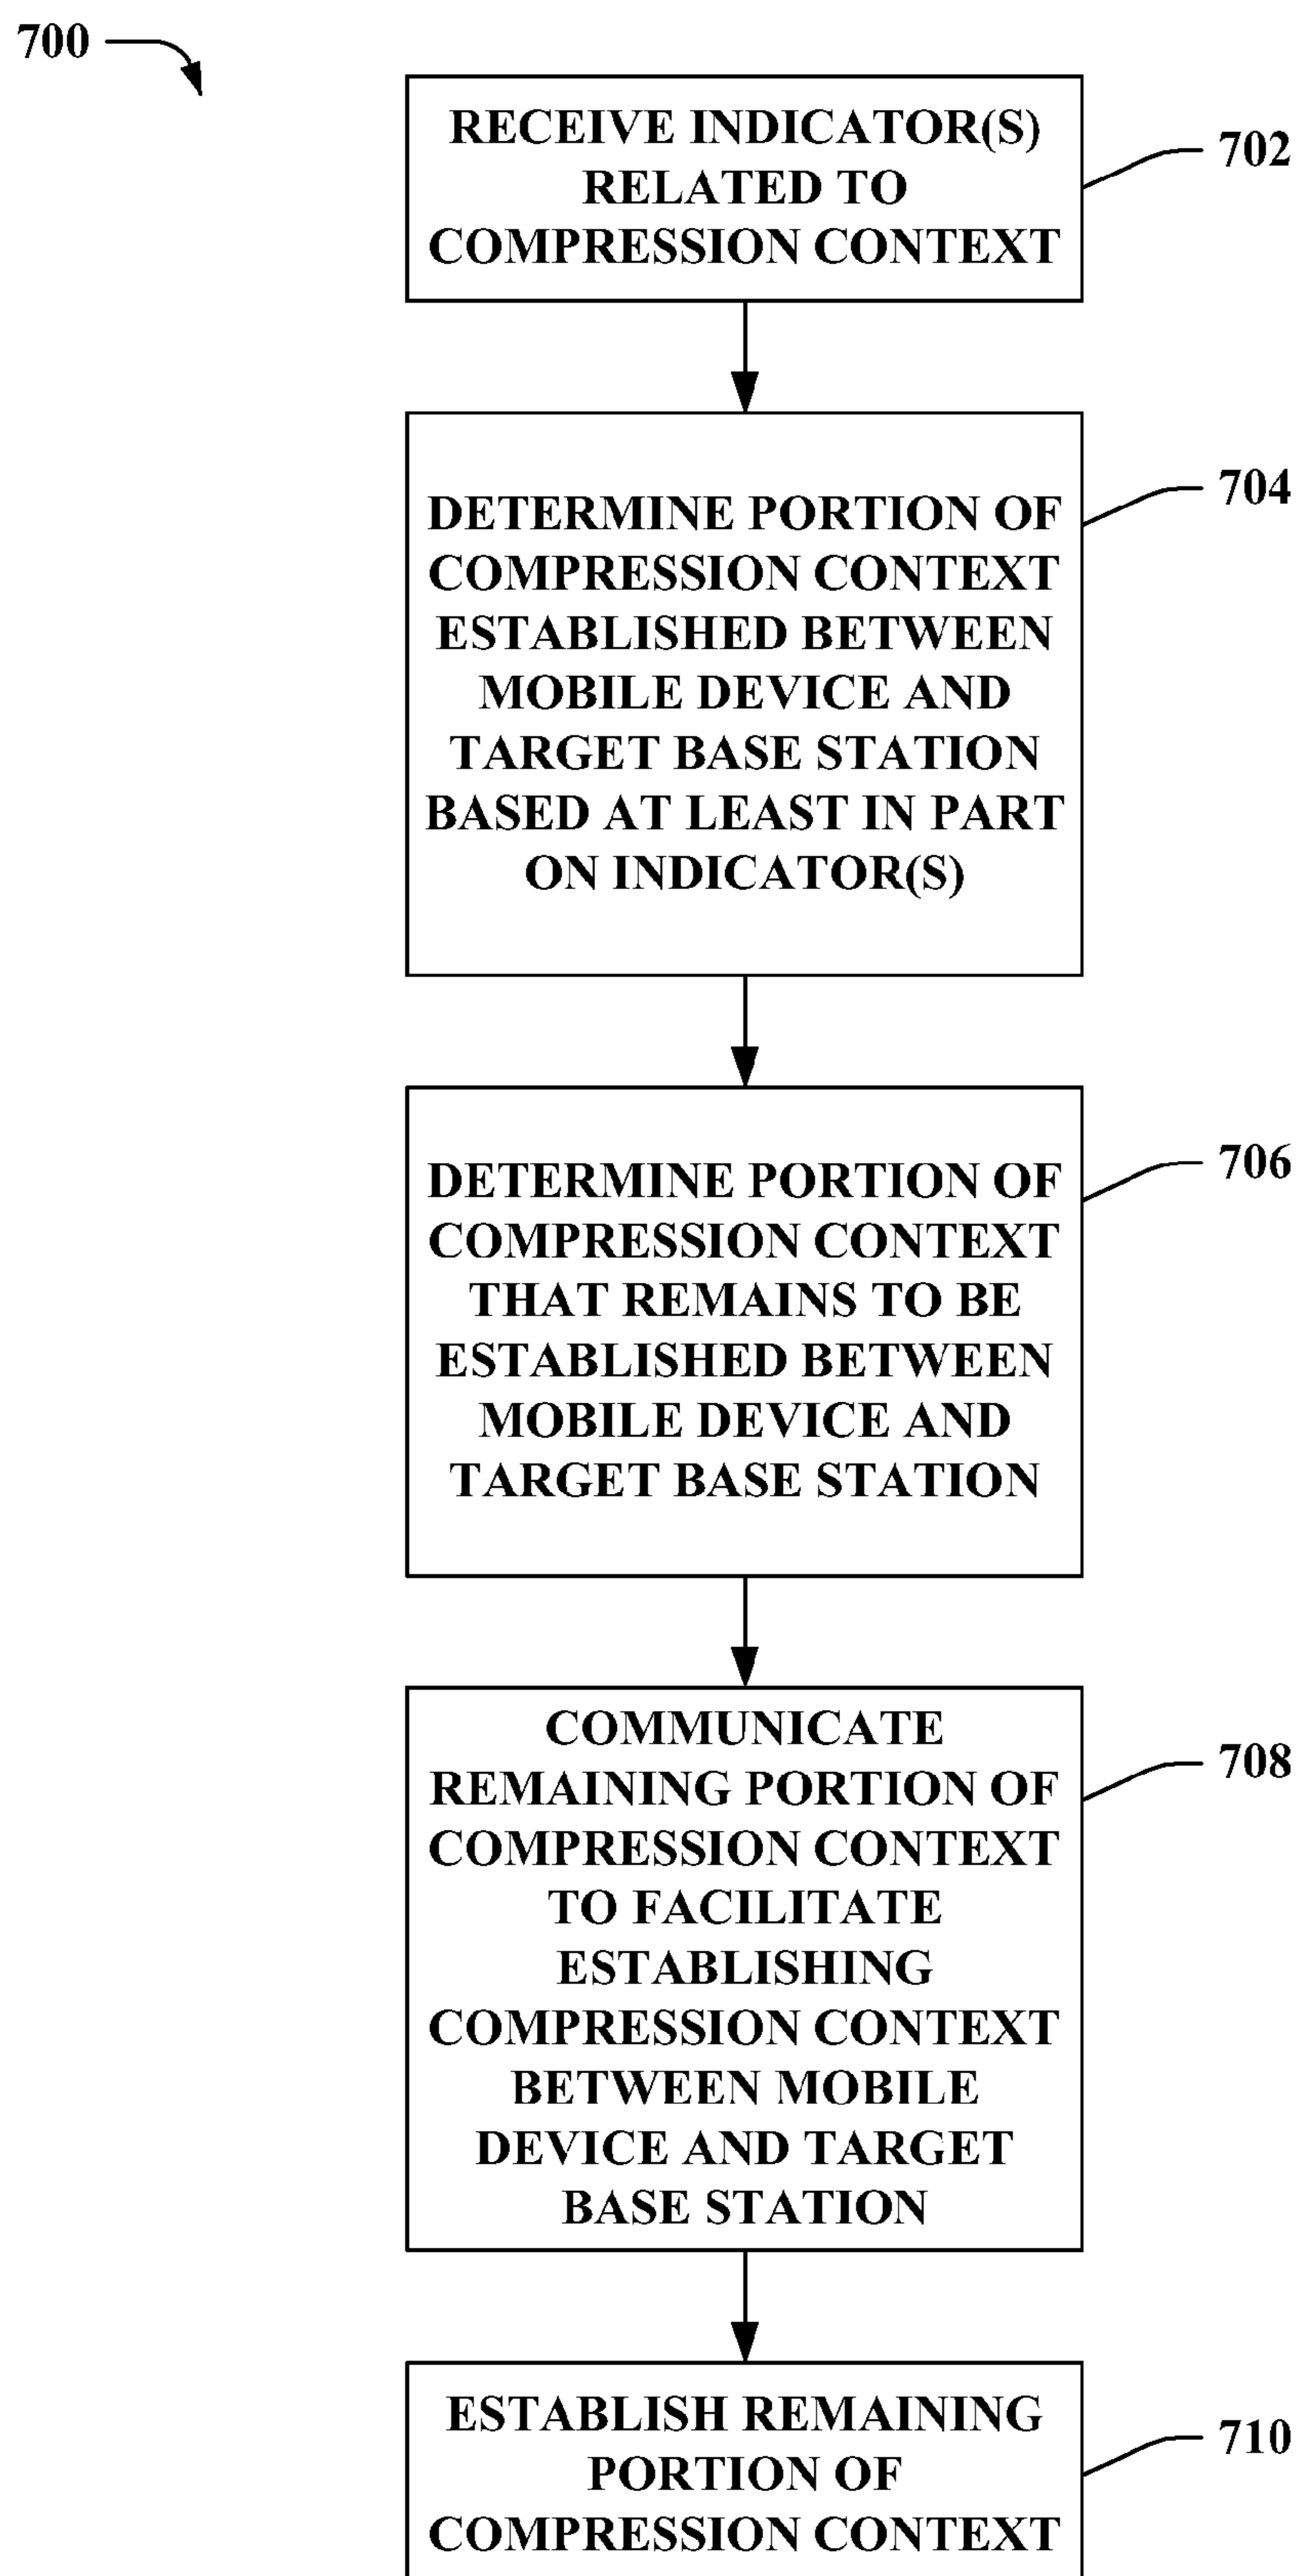 700
RECEIVE INDICATOR(S)
RELATED TO
COMPRESSION CONTEXT
702
DETERMINE PORTION OF
COMPRESSION CONTEXT
ESTABLISHED BETWEEN
MOBILE DEVICE AND
TARGET BASE STATION
BASED AT LEAST IN PART
ON INDICATOR(S)
704
DETERMINE PORTION OF
COMPRESSION CONTEXT
THAT REMAINS TO BE
ESTABLISHED BETWEEN
MOBILE DEVICE AND
TARGET BASE STATION
706
COMMUNICATE
REMAINING PORTION OF
COMPRESSION CONTEXT
TO FACILITATE
ESTABLISHING
COMPRESSION CONTEXT
BETWEEN MOBILE
DEVICE AND TARGET
BASE STATION
708
ESTABLISH REMAINING
PORTION OF
COMPRESSION CONTEXT
710